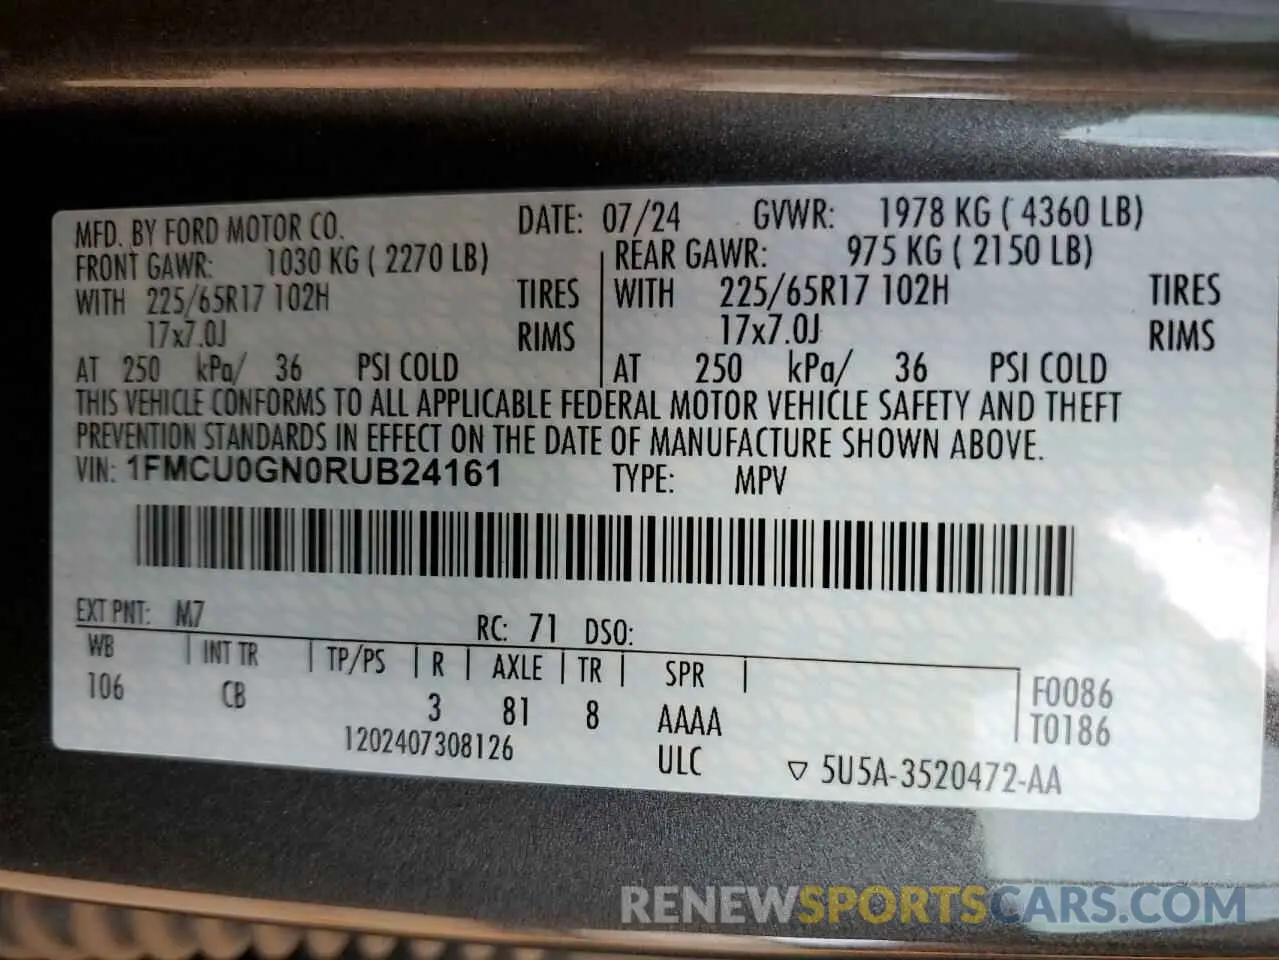 MFD. BY FORD MOTOR CO. DATE: 07/24 GVWR: 1978 KG ( 4360 LB)
FRONT GAWR: 1030 KG ( 2270 LB) REAR GAWR: 975 KG ( 2150 LB)
WITH 225/65R17 102H TIRES WITH 225/65R17 102H TIRES
17x7.0J RIMS 17x7.0J RIMS
AT 250 kPa/ 36 PSI COLD AT 250 kPa/ 36 PSI COLD
THIS VEHICLE CONFORMS TO ALL APPLICABLE FEDERAL MOTOR VEHICLE SAFETY AND THEFT
PREVENTION STANDARDS IN EFFECT ON THE DATE OF MANUFACTURE SHOWN ABOVE.
VIN: 1FMCU0GN0RUB24161 TYPE: MPV
EXT PNT: M7 RC: 71 DSO:
WB INT TR TP/PS R AXLE TR SPR F0086
106 CB 3 81 8 AAAA T0186
1202407308126 ULC ▽ 5U5A-3520472-AA
RENEWSPORTSCARS.COM